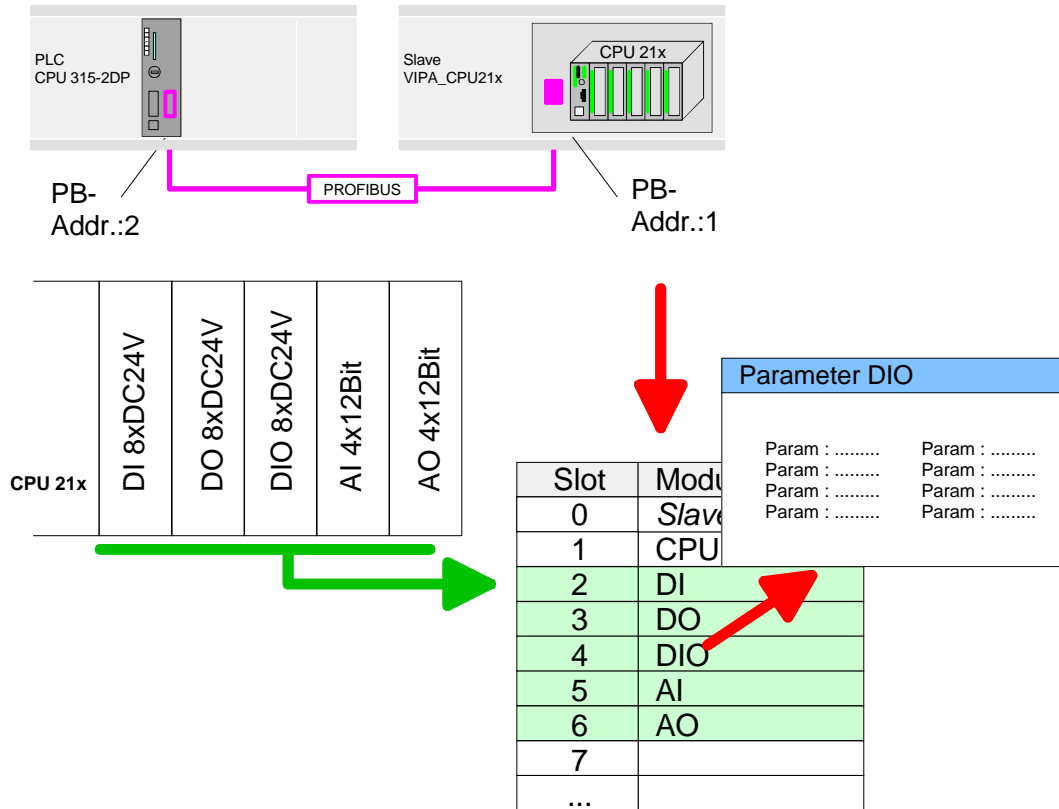 PLC
CPU 315-2DP
Slave
VIPA_CPU21x
CPU 21x
PROFIBUS
PB-
Addr.:2
PB-
Addr.:1
CPU 21x
DI 8xDC24V
DO 8xDC24V
DIO 8xDC24V
AI 4x12Bit
AO 4x12Bit
Parameter DIO
Param : ......... Param : .........
Param : ......... Param : .........
Param : ......... Param : .........
Param : ......... Param : .........
Slot Modu
0 Slave
1 CPU
2 DI
3 DO
4 DIO
5 AI
6 AO
7
...